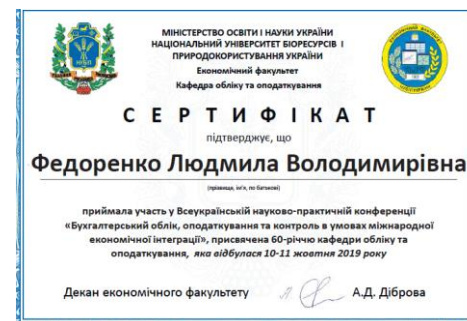 МІНІСТЕРСТВО ОСВІТИ І НАУКИ УКРАЇНИ
НАЦІОНАЛЬНИЙ УНІВЕРСИТЕТ БІОРЕСУРСІВ І
ПРИРОДОКОРИСТУВАННЯ УКРАЇНИ
Економічний факультет
Кафедра обліку та оподаткування
СЕРТИФІКАТ
підтверджує, що
Федоренко Людмила Володимирівна
(прізвище, ім'я, по батькові)
приймала участь у Всеукраїнській науково-практичній конференції
«Бухгалтерський облік, оподаткування та контроль в умовах міжнародної
економічної інтеграції», присвячена 60-річчю кафедри обліку та
оподаткування, яка відбулася 10-11 жовтня 2019 року
Декан економічного факультету А.Д. Діброва